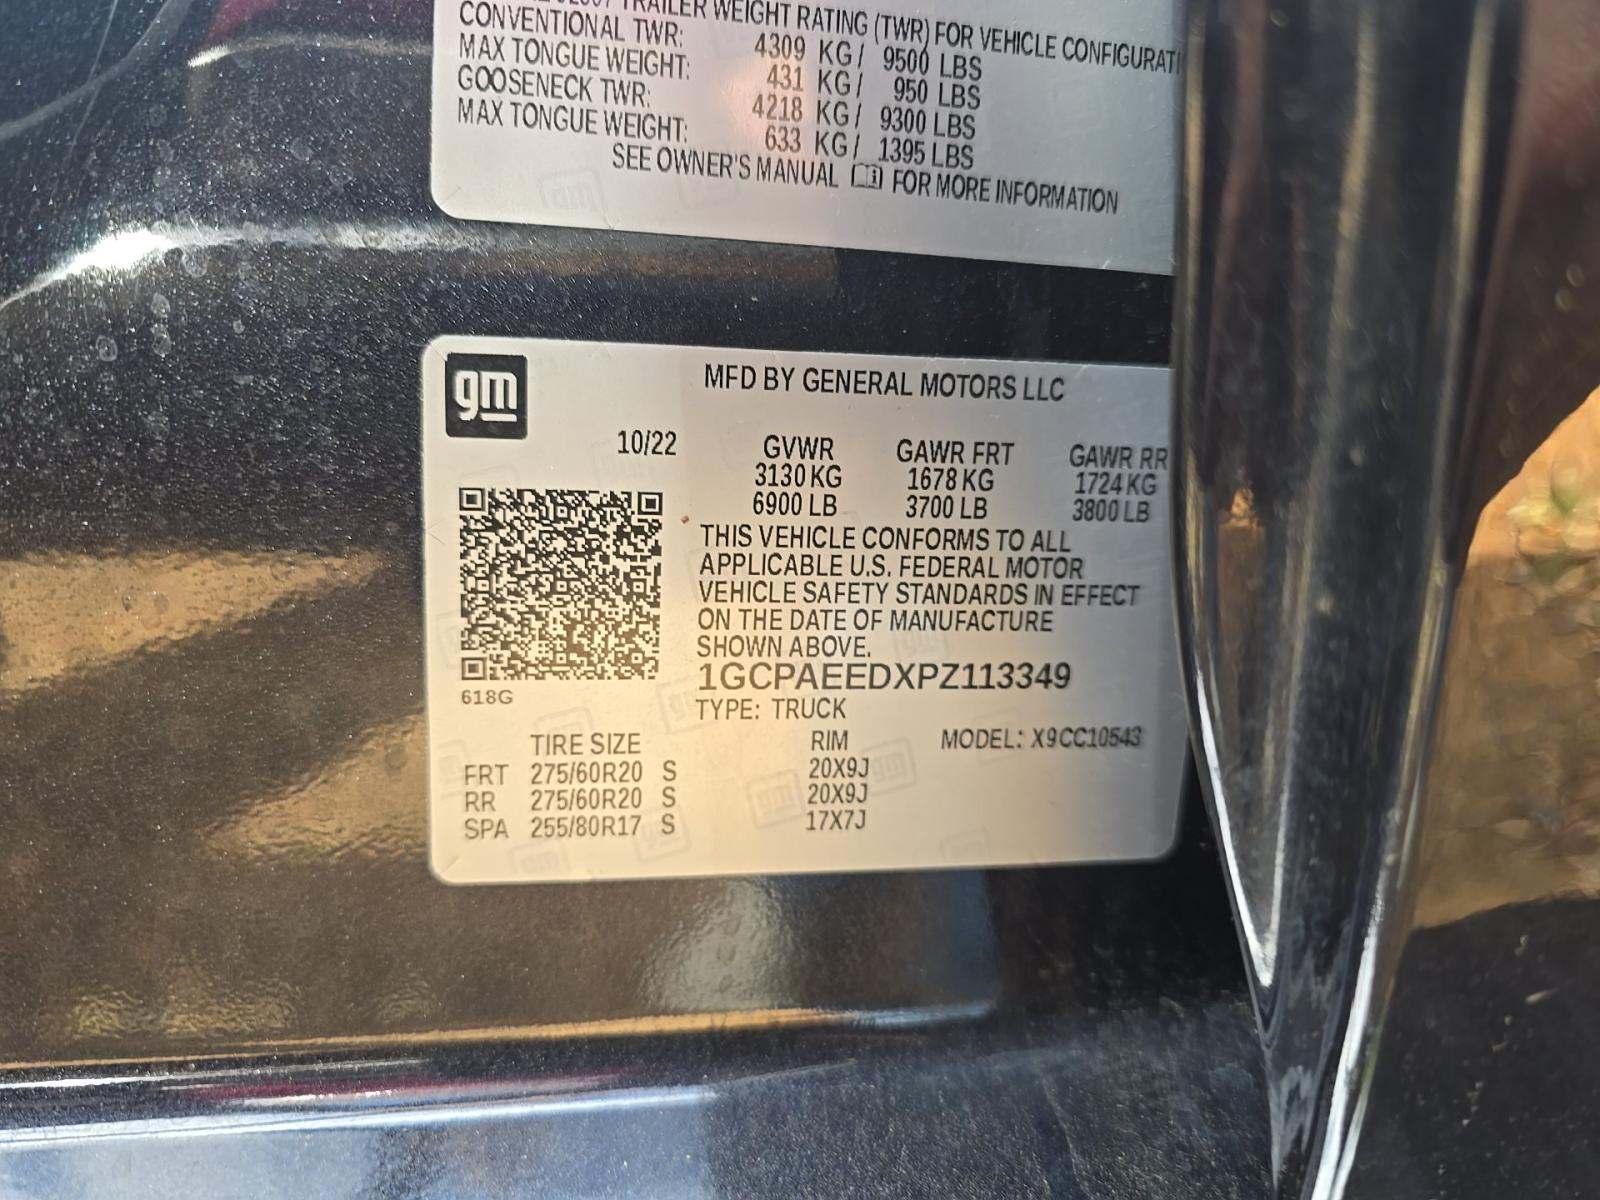 TRAILER WEIGHT RATING (TWR) FOR VEHICLE CONFIGURATI
CONVENTIONAL TWR: 4309 KG/ 9500 LBS
MAX TONGUE WEIGHT: 431 KG/ 950 LBS
GOOSENECK TWR: 4218 KG/ 9300 LBS
MAX TONGUE WEIGHT: 633 KG/ 1395 LBS
SEE OWNER'S MANUAL FOR MORE INFORMATION
gm
MFD BY GENERAL MOTORS LLC
10/22 GVWR GAWR FRT GAWR RR
3130 KG 1678 KG 1724 KG
6900 LB 3700 LB 3800 LB
THIS VEHICLE CONFORMS TO ALL
APPLICABLE U.S. FEDERAL MOTOR
VEHICLE SAFETY STANDARDS IN EFFECT
ON THE DATE OF MANUFACTURE
SHOWN ABOVE.
1GCPAEEDXPZ113349
618G
TYPE: TRUCK
TIRE SIZE RIM MODEL: X9CC10543
FRT 275/60R20 S 20X9J
RR 275/60R20 S 20X9J
SPA 255/80R17 S 17X7J